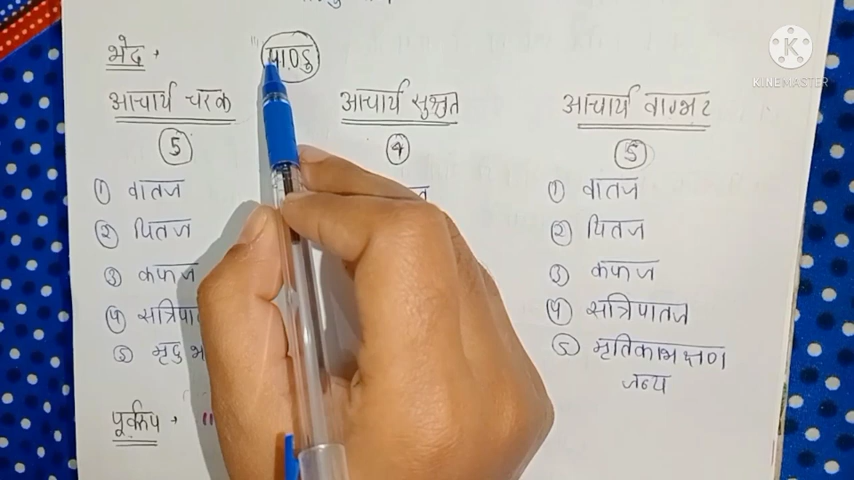 भेद →
पाण्डु
आचार्य चरक
आचार्य सुश्रुत
आचार्य वाग्भट
5
4
5
① वातज
① वातज
② पितज
② पितज
③ कफज
③ कफज
④ सन्निपा
④ सन्निपातज
⑤ मृदु भ
⑤ मृतिकाभक्षण
जन्य
पूर्वरूप →
K
KINEMASTER